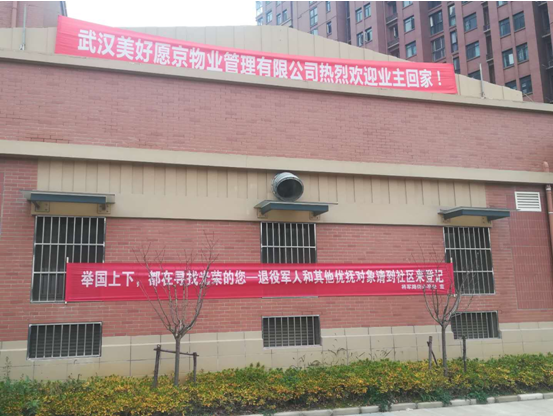 武汉美好愿京物业管理有限公司热烈欢迎业主回家！
举国上下，都在寻找光荣的您—退役军人和其他优抚对象请到社区来登记